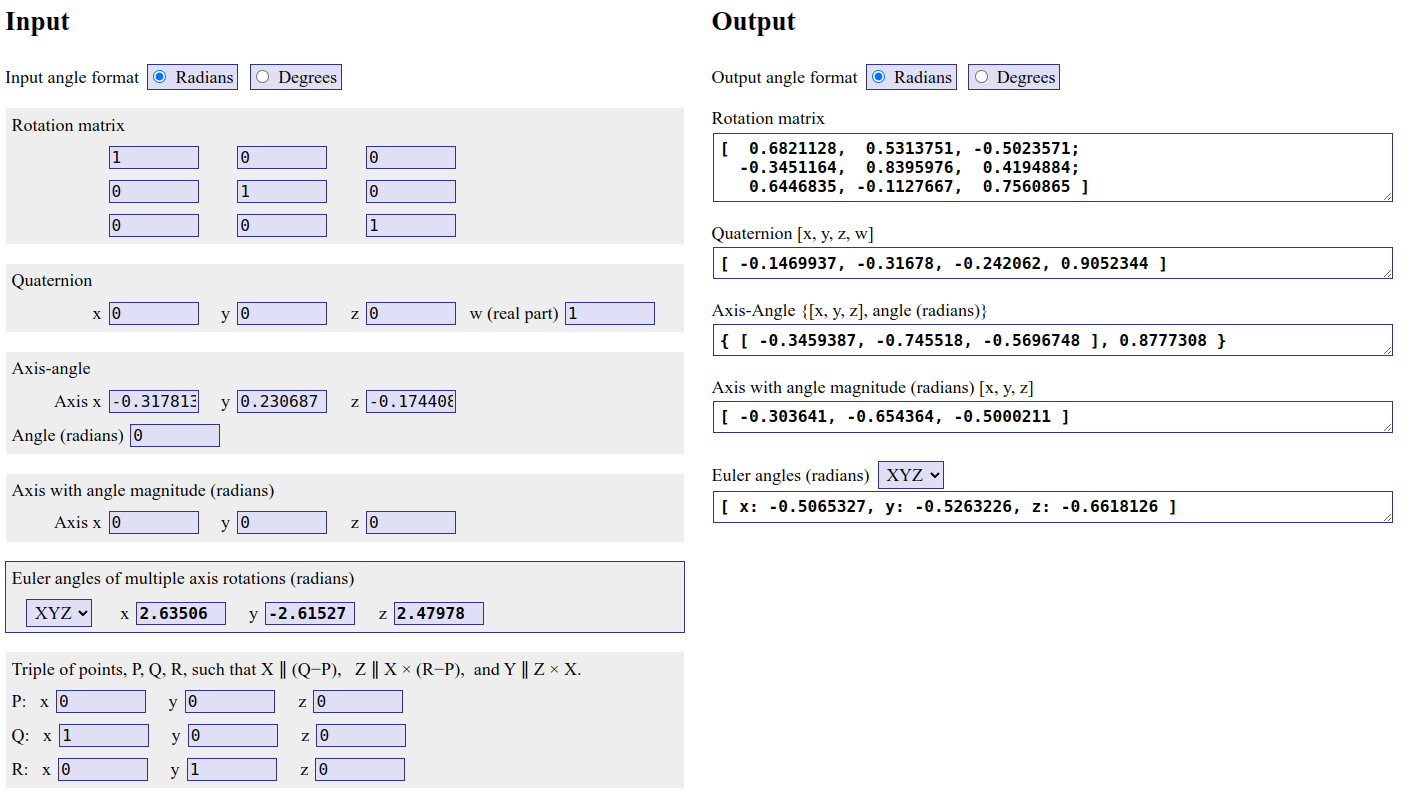 Input
Input angle format Radians Degrees
Rotation matrix
1 0 0
0 1 0
0 0 1
Quaternion
x 0 y 0 z 0 w (real part) 1
Axis-angle
Axis x -0.317813 y 0.230687 z -0.174408
Angle (radians) 0
Axis with angle magnitude (radians)
Axis x 0 y 0 z 0
Euler angles of multiple axis rotations (radians)
XYZ x 2.63506 y -2.61527 z 2.47978
Triple of points, P, Q, R, such that X ∥ (Q−P), Z ∥ X × (R−P), and Y ∥ Z × X.
P: x 0 y 0 z 0
Q: x 1 y 0 z 0
R: x 0 y 1 z 0
Output
Output angle format Radians Degrees
Rotation matrix
[ 0.6821128, 0.5313751, -0.5023571;
-0.3451164, 0.8395976, 0.4194884;
0.6446835, -0.1127667, 0.7560865 ]
Quaternion [x, y, z, w]
[ -0.1469937, -0.31678, -0.242062, 0.9052344 ]
Axis-Angle {[x, y, z], angle (radians)}
{ [ -0.3459387, -0.745518, -0.5696748 ], 0.8777308 }
Axis with angle magnitude (radians) [x, y, z]
[ -0.303641, -0.654364, -0.5000211 ]
Euler angles (radians) XYZ
[ x: -0.5065327, y: -0.5263226, z: -0.6618126 ]